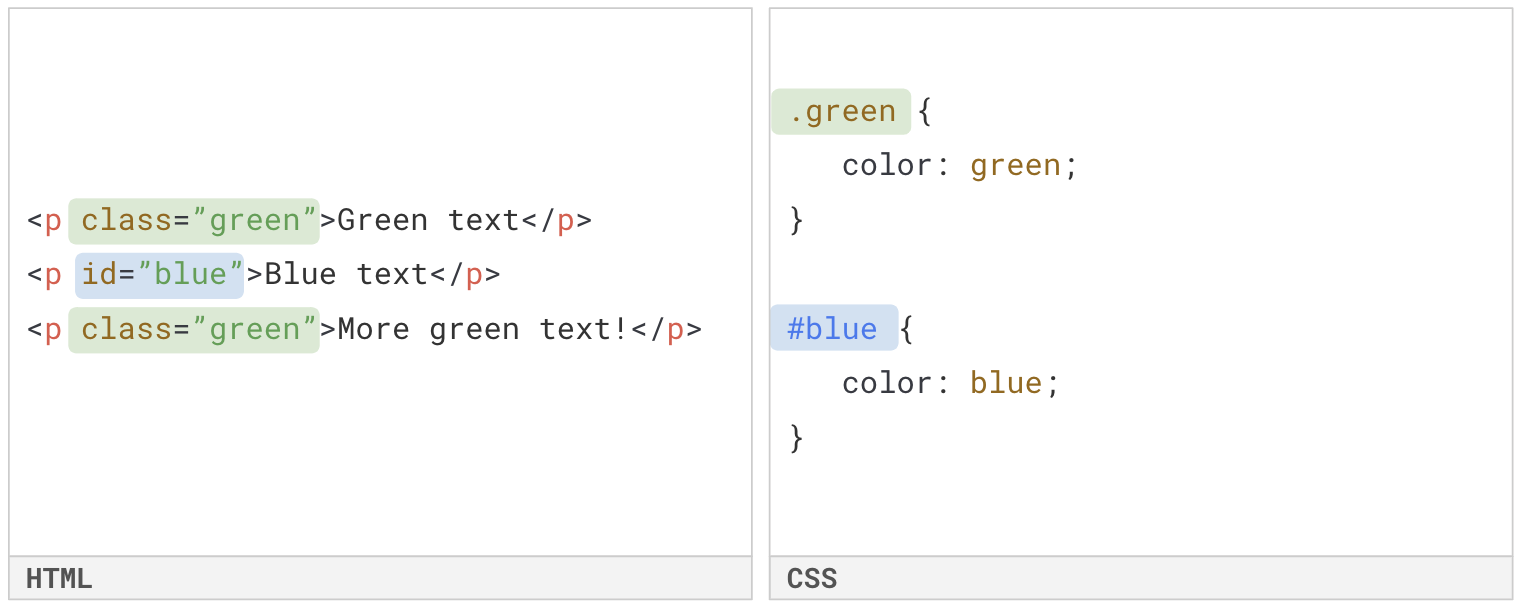 <p class=”green”>Green text</p>
<p id=”blue”>Blue text</p>
<p class=”green”>More green text!</p>
HTML
.green {
color: green;
}
#blue {
color: blue;
}
CSS